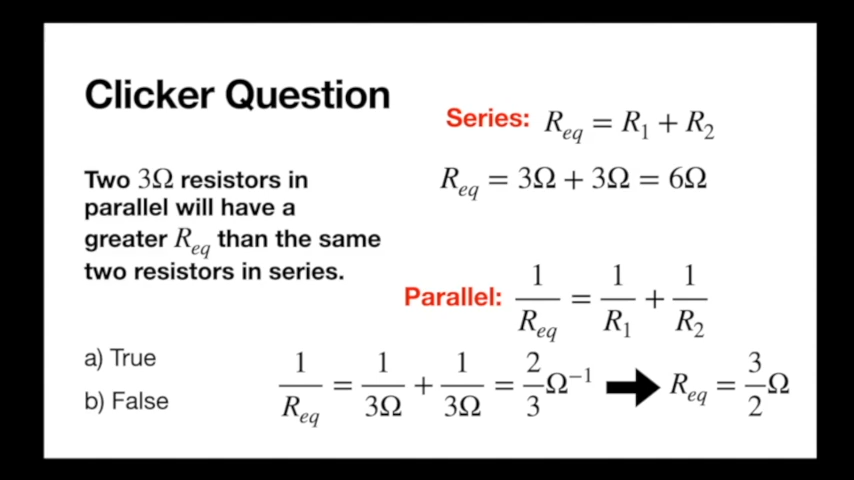 Clicker Question
Two 3Ω resistors in
parallel will have a
greater R_eq than the same
two resistors in series.
a) True
b) False
Series: R_eq = R_1 + R_2
R_eq = 3Ω + 3Ω = 6Ω
Parallel: 1/R_eq = 1/R_1 + 1/R_2
1/R_eq = 1/3Ω + 1/3Ω = 2/3 Ω^-1 ➡ R_eq = 3/2 Ω